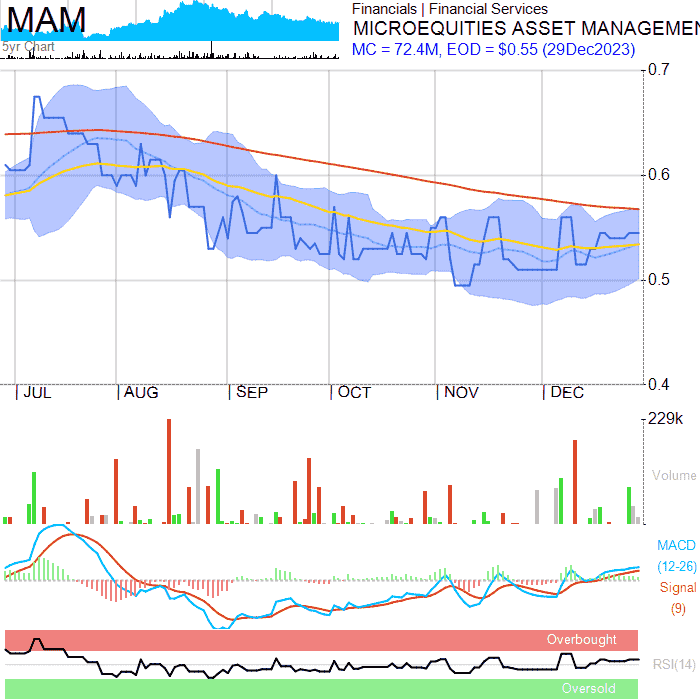 MAM
5yr Chart
Financials | Financial Services
MICROEQUITIES ASSET MANAGEMEN
MC = 72.4M, EOD = $0.55 (29Dec2023)
0.7
0.6
0.5
0.4
JUL AUG SEP OCT NOV DEC
229k
Volume
MACD
(12-26)
Signal
(9)
Overbought
RSI(14)
Oversold